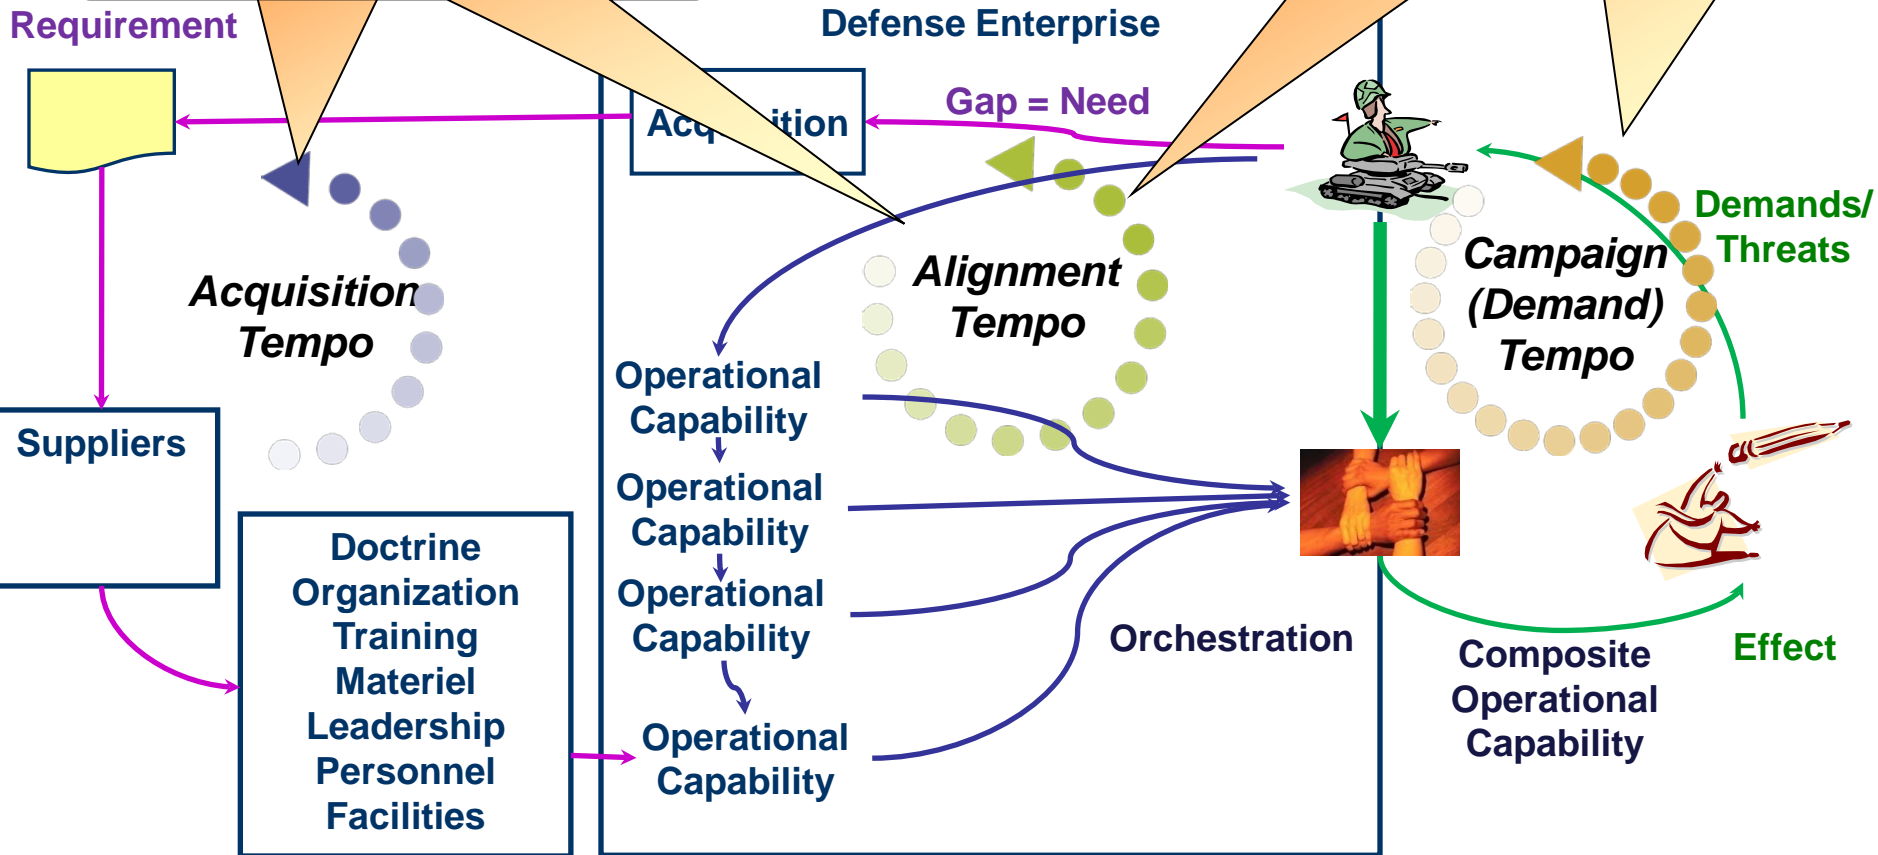 Requirement
Defense Enterprise
Gap = Need
Acquisition
Demands/
Threats
Acquisition
Tempo
Alignment
Tempo
Campaign
(Demand)
Tempo
Operational
Capability
Suppliers
Operational
Capability
Doctrine
Organization
Training
Materiel
Leadership
Personnel
Facilities
Operational
Capability
Operational
Capability
Orchestration
Composite
Operational
Capability
Effect